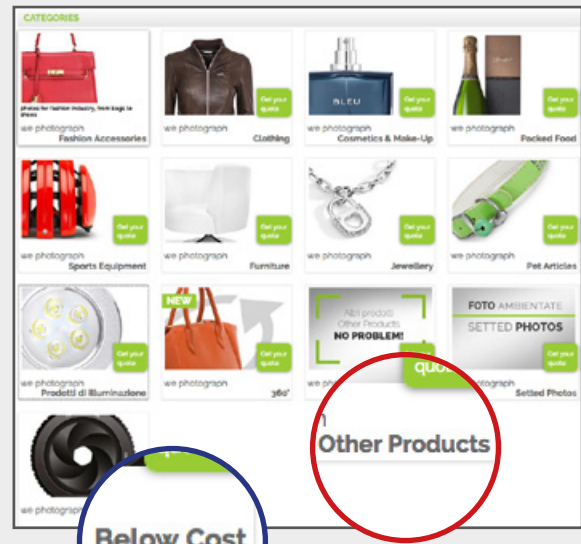 CATEGORIES
photos for fashion industry, from bags to
shoes
we photograph
Fashion Accessories
Get your
quote
we photograph
Clothing
BLEU
Get your
quote
we photograph
Cosmetics & Make-Up
Get your
quote
we photograph
Packed Food
Get your
quote
we photograph
Sports Equipment
Get your
quote
we photograph
Furniture
Get your
quote
we photograph
Jewellery
Get your
quote
we photograph
Pet Articles
Get your
quote
we photograph
Prodotti di Illuminazione
NEW
Get your
quote
we photograph
360°
Altri prodotti
Other Products
NO PROBLEM!
we ph
Other Products
FOTO AMBIENTATE
SETTED PHOTOS
Get your
quote
otograph
Setted Photos
we photograph
Below Cost